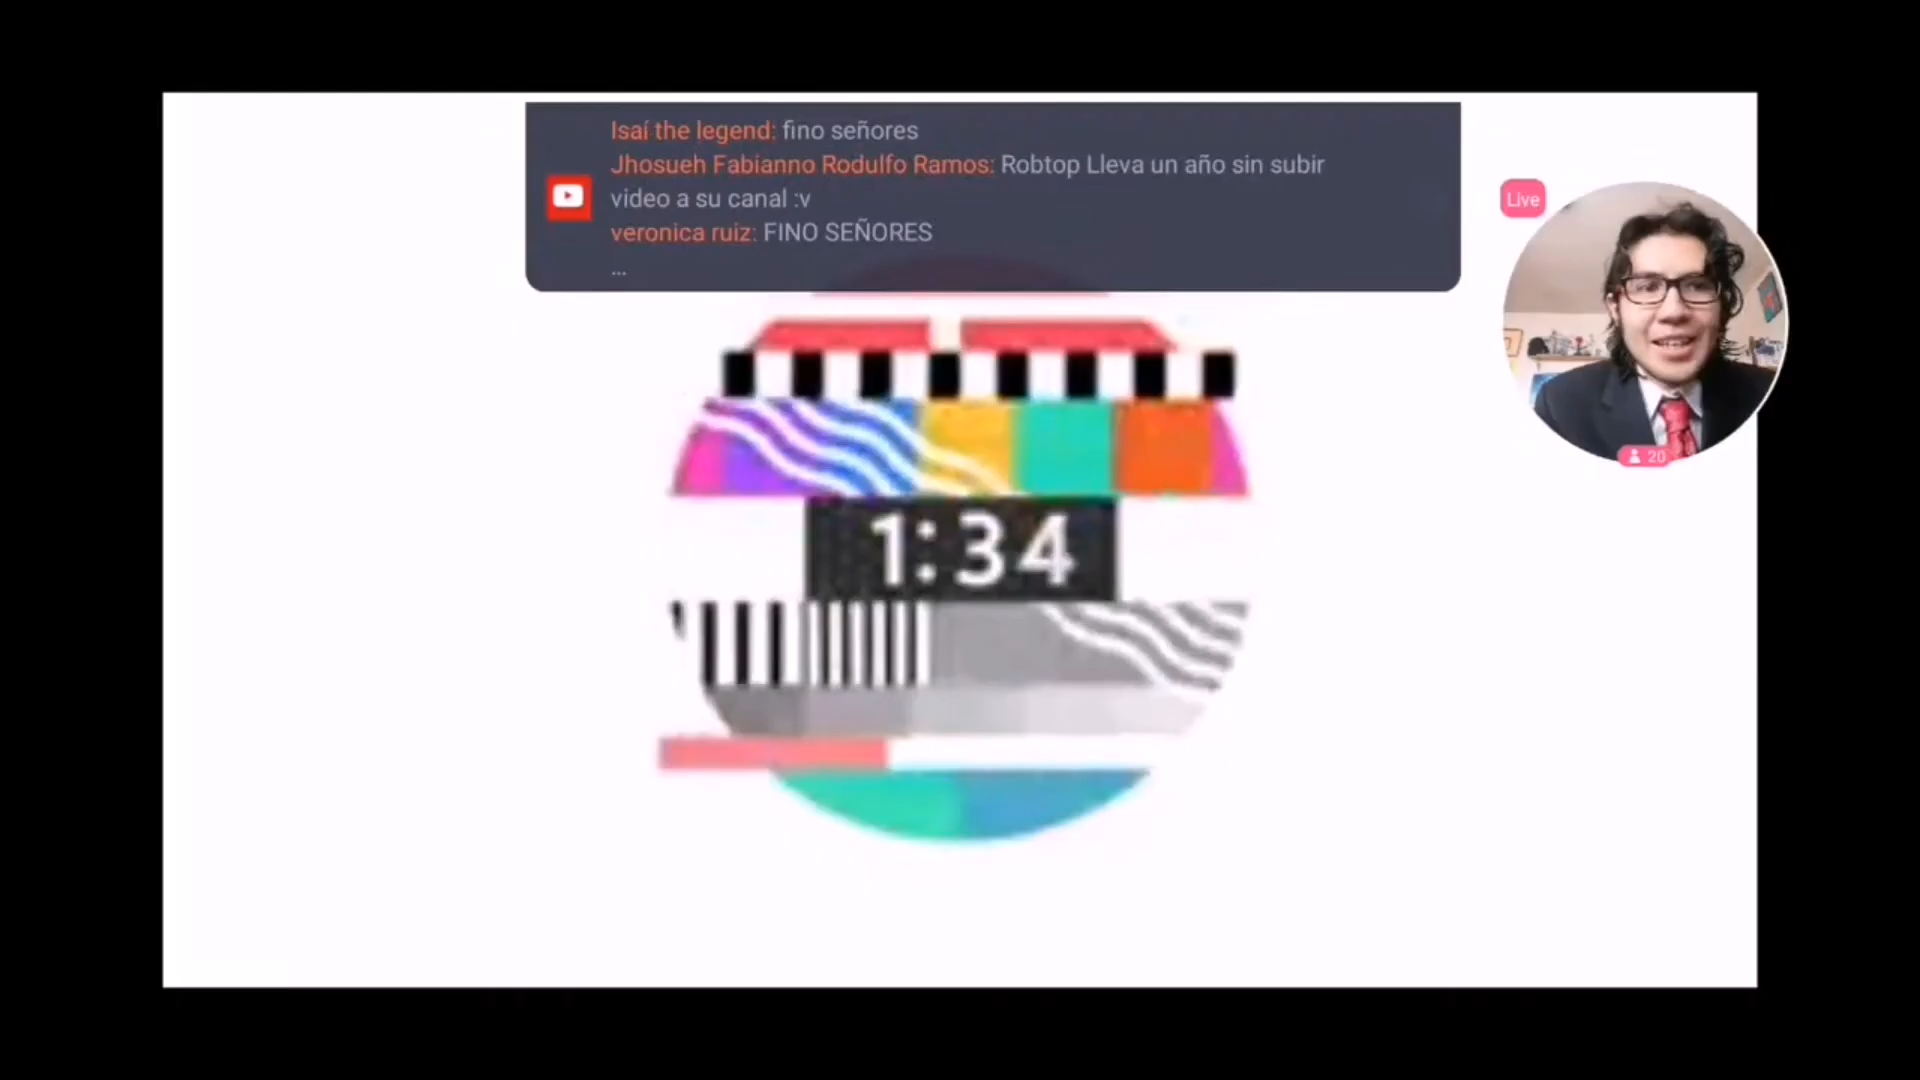 Isaí the legend: fino señores
Jhosueh Fabianno Rodulfo Ramos: Robtop Lleva un año sin subir
video a su canal :v
veronica ruiz: FINO SEÑORES
...
Live
20
1:34